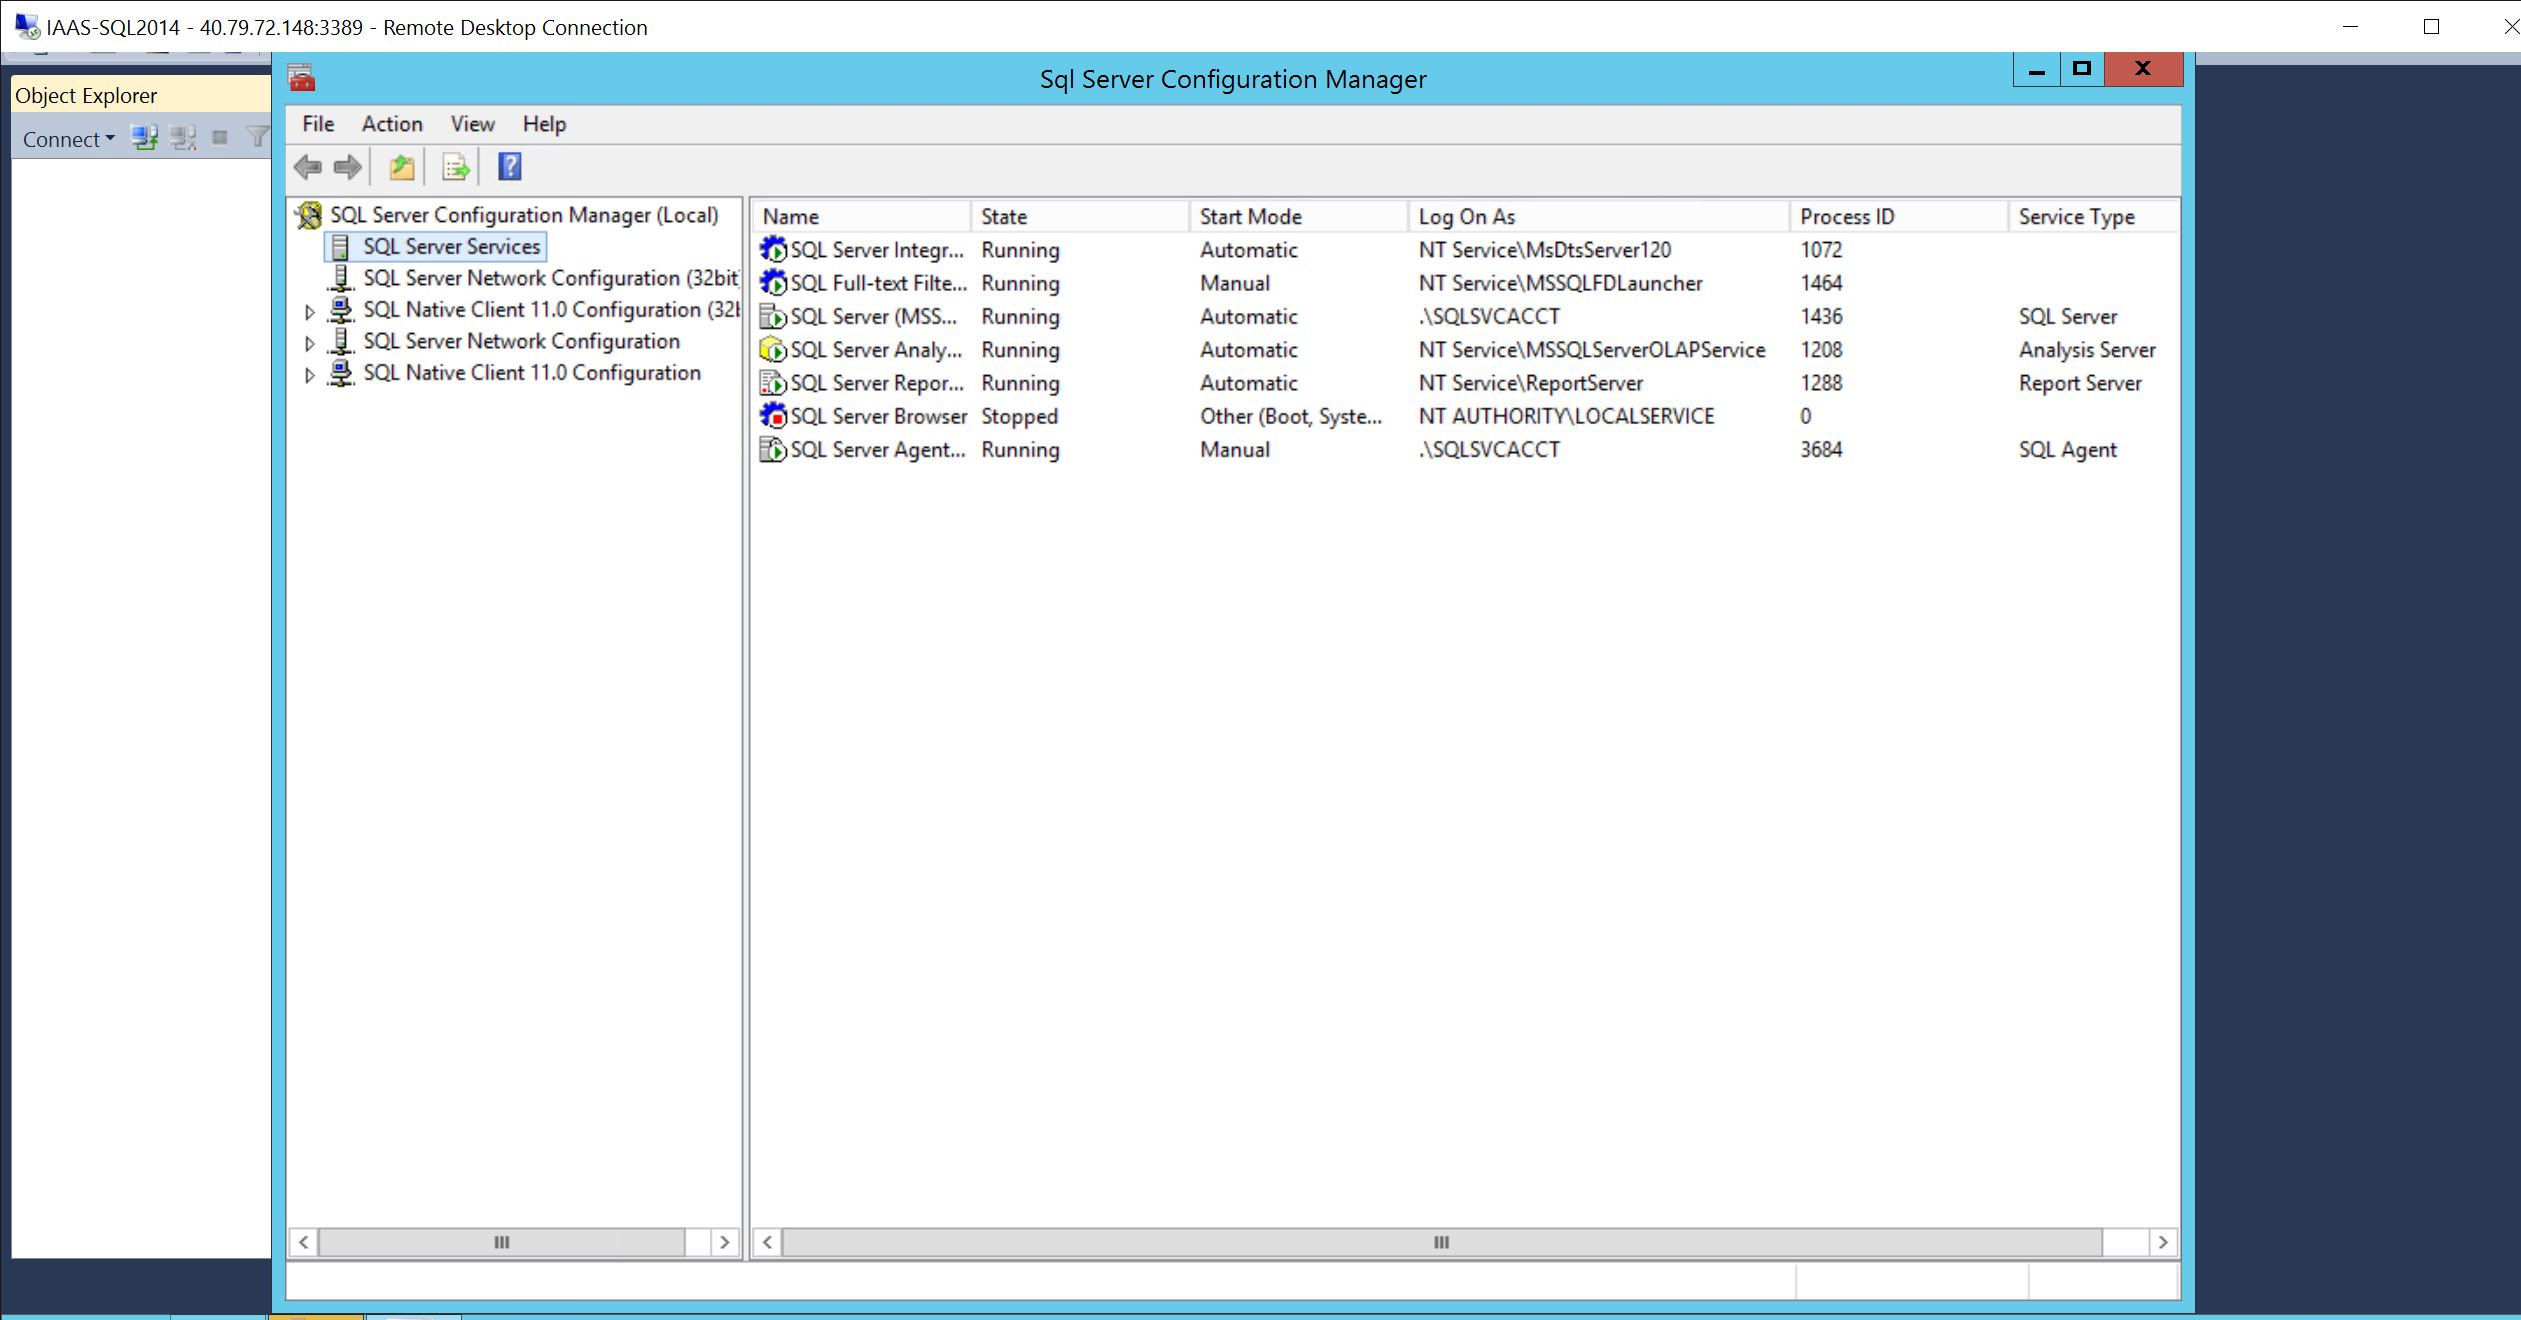 IAAS-SQL2014 - 40.79.72.148:3389 - Remote Desktop Connection
Sql Server Configuration Manager
Object Explorer
Connect
File Action View Help
SQL Server Configuration Manager (Local)
SQL Server Services
SQL Server Network Configuration (32bit
SQL Native Client 11.0 Configuration (32b
SQL Server Network Configuration
SQL Native Client 11.0 Configuration
Name State Start Mode Log On As Process ID Service Type
SQL Server Integr... Running Automatic NT Service\MsDtsServer120 1072
SQL Full-text Filte... Running Manual NT Service\MSSQLFDLauncher 1464
SQL Server (MSS... Running Automatic .\SQLSVCACCT 1436 SQL Server
SQL Server Analy... Running Automatic NT Service\MSSQLServerOLAPService 1208 Analysis Server
SQL Server Repor... Running Automatic NT Service\ReportServer 1288 Report Server
SQL Server Browser Stopped Other (Boot, Syste... NT AUTHORITY\LOCALSERVICE 0
SQL Server Agent... Running Manual .\SQLSVCACCT 3684 SQL Agent